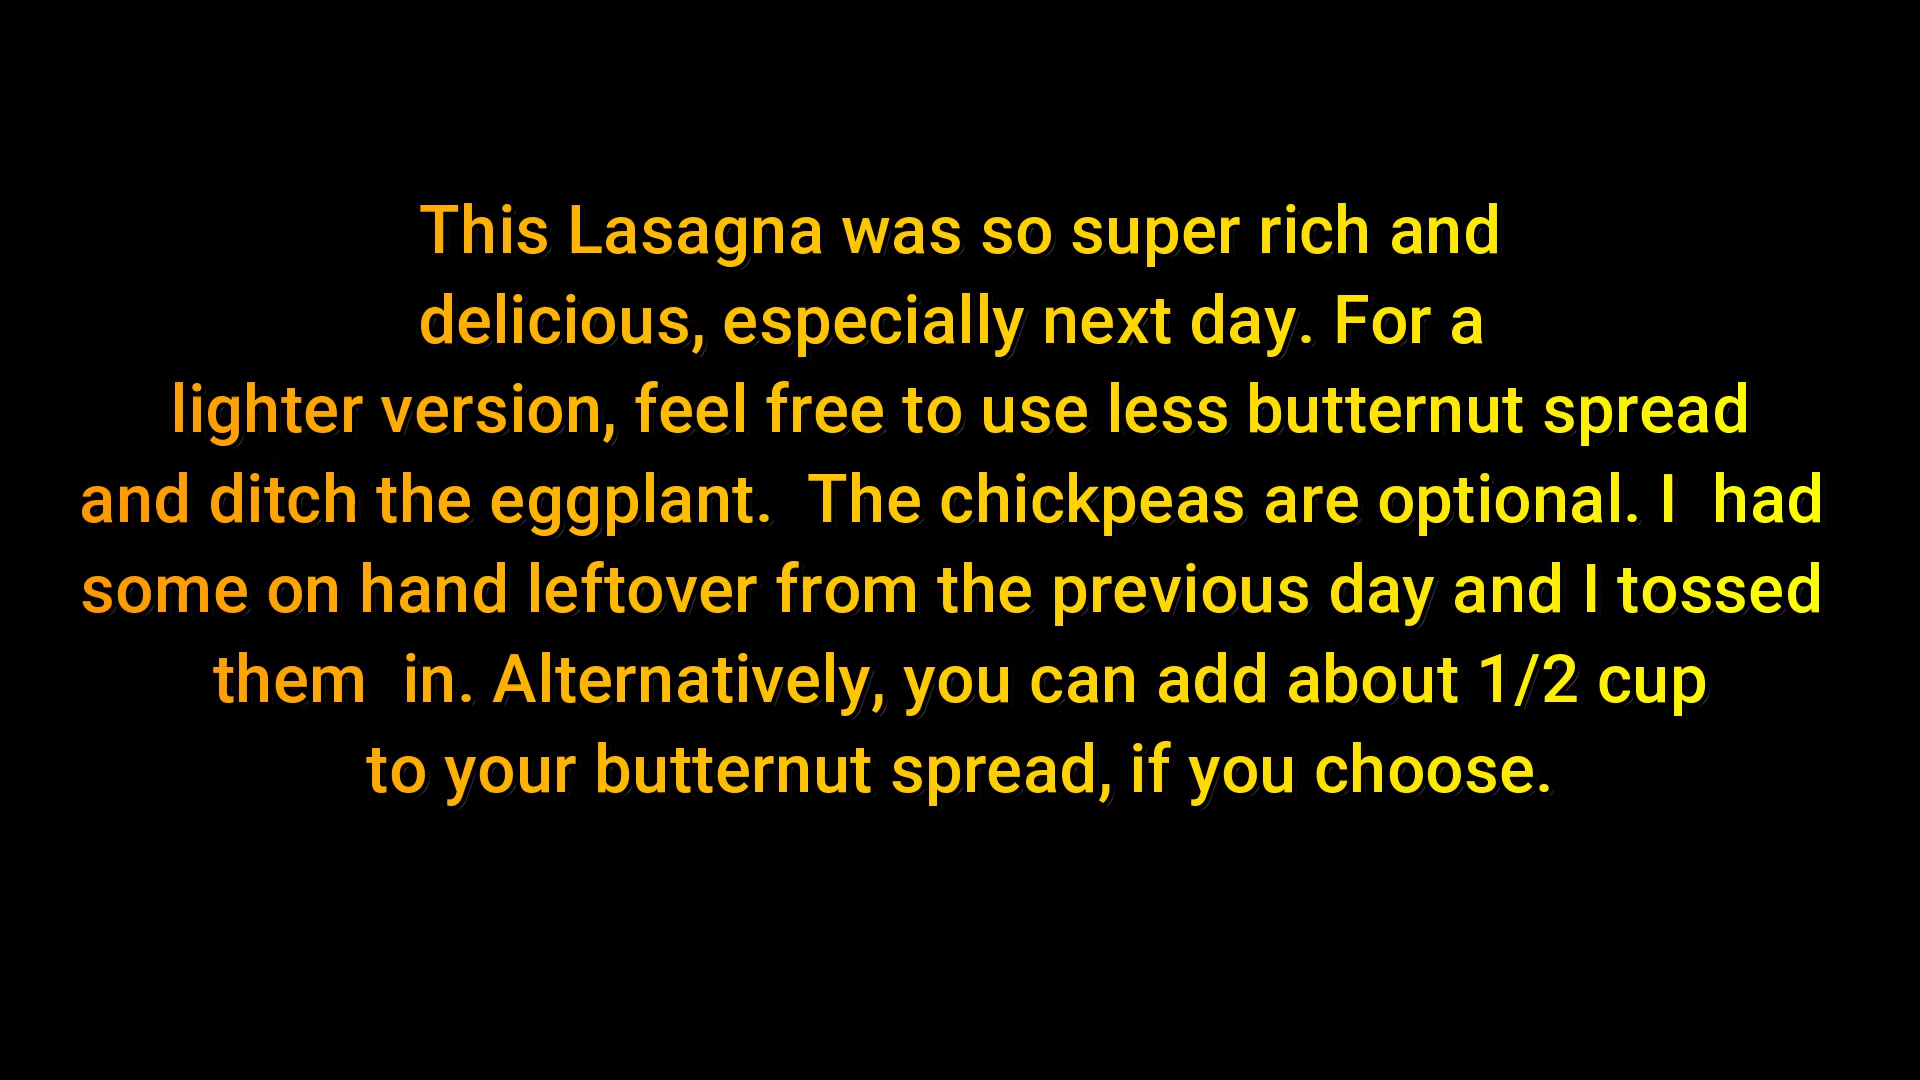 This Lasagna was so super rich and
delicious, especially next day. For a
lighter version, feel free to use less butternut spread
and ditch the eggplant.  The chickpeas are optional. I  had
some on hand leftover from the previous day and I tossed
them  in. Alternatively, you can add about 1/2 cup
to your butternut spread, if you choose.